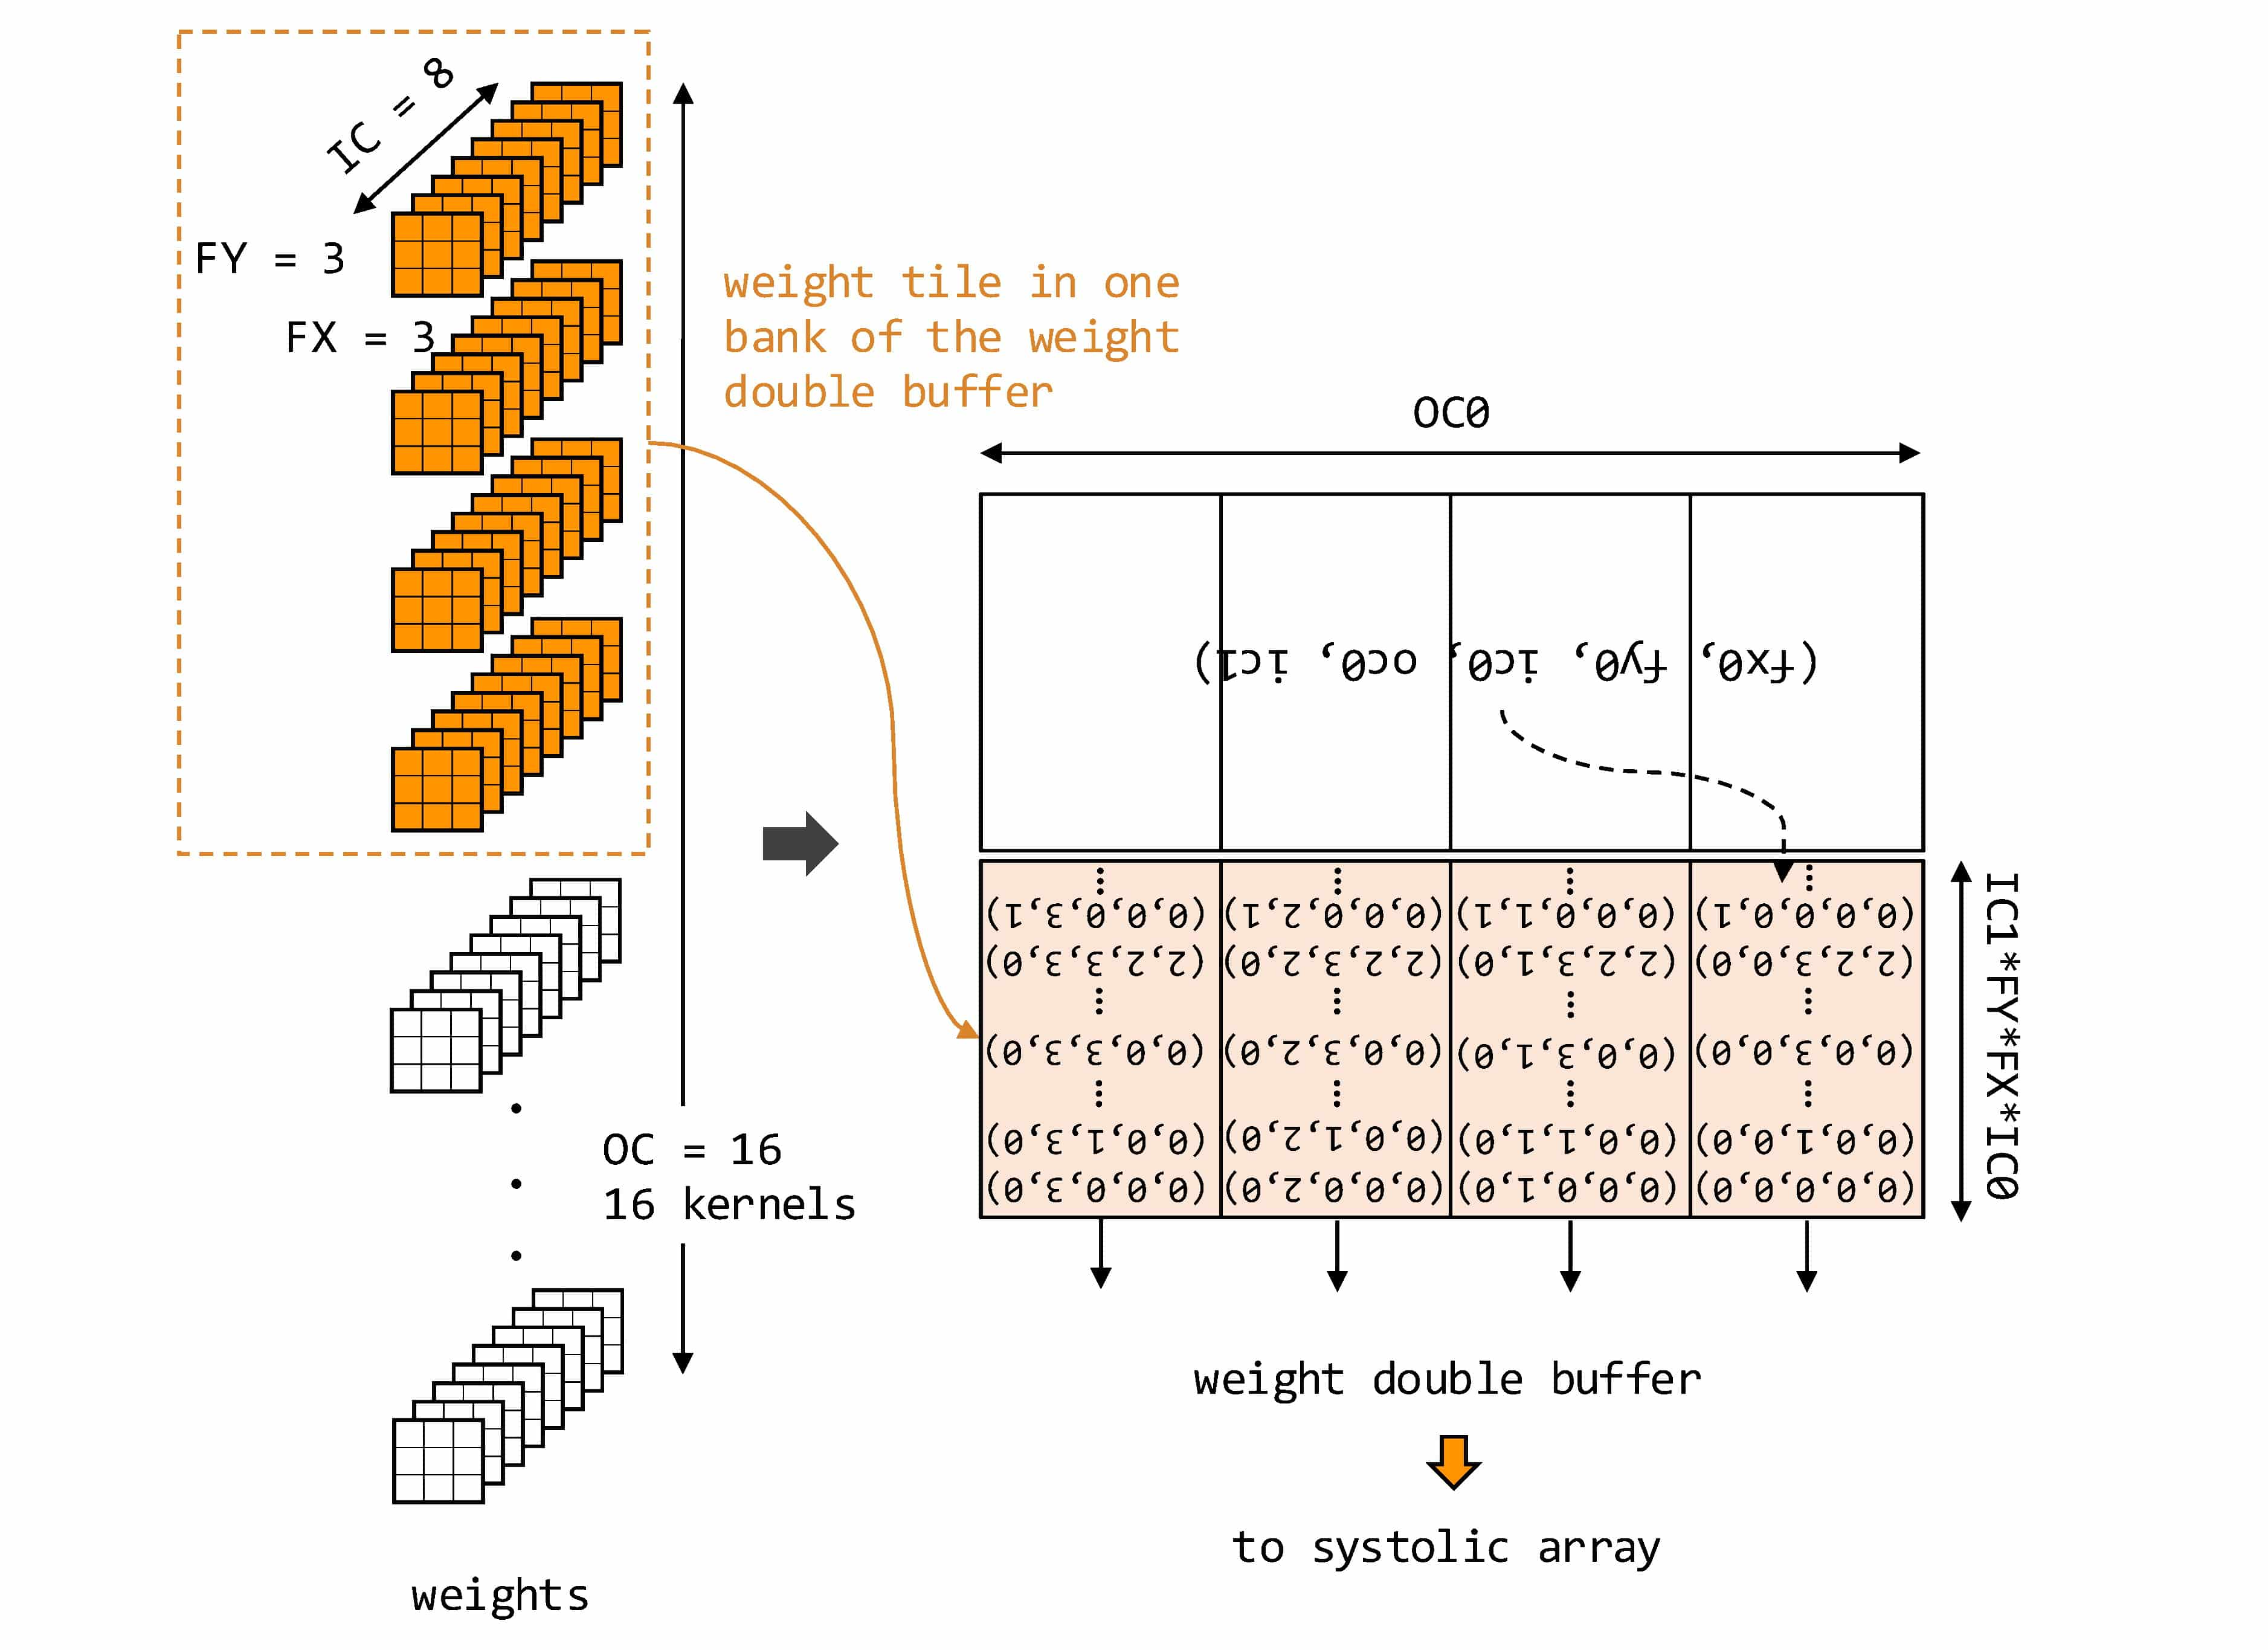 IC = 8
FY = 3
FX = 3
weight tile in one
bank of the weight
double buffer
OC0
(fx0, fy0, ic0, oc0, ic1)
(0,0,0,3,1) (0,0,0,2,1) (0,0,0,1,1) (0,0,0,0,1)
(2,2,3,3,0) (2,2,3,2,0) (2,2,3,1,0) (2,2,3,0,0)
(0,0,3,3,0) (0,0,3,2,0) (0,0,3,1,0) (0,0,3,0,0)
(0,0,1,3,0) (0,0,1,2,0) (0,0,1,1,0) (0,0,1,0,0)
(0,0,0,3,0) (0,0,0,2,0) (0,0,0,1,0) (0,0,0,0,0)
IC1*FY*FX*IC0
OC = 16
16 kernels
weight double buffer
to systolic array
weights